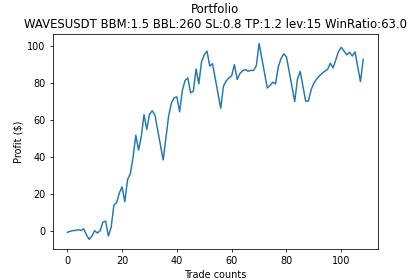 Portfolio
WAVESUSDT BBM:1.5 BBL:260 SL:0.8 TP:1.2 lev:15 WinRatio:63.0
100
80
60
40
20
0
Profit ($)
0 20 40 60 80 100
Trade counts